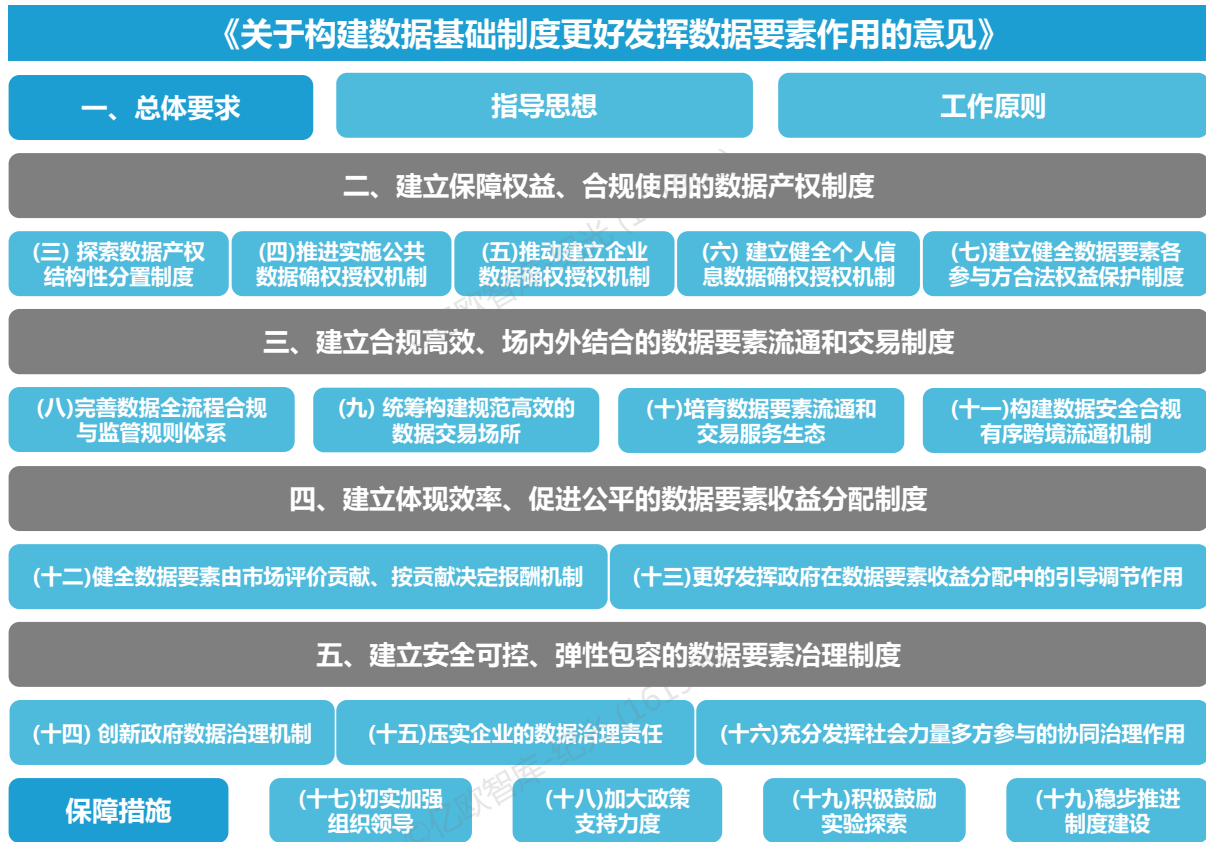 《关于构建数据基础制度更好发挥数据要素作用的意见》
一、总体要求
指导思想
工作原则
二、建立保障权益、合规使用的数据产权制度
(三) 探索数据产权
结构性分置制度
(四)推进实施公共
数据确权授权机制
(五)推动建立企业
数据确权授权机制
(六) 建立健全个人信
息数据确权授权机制
(七)建立健全数据要素各
参与方合法权益保护制度
三、建立合规高效、场内外结合的数据要素流通和交易制度
(八)完善数据全流程合规
与监管规则体系
(九) 统筹构建规范高效的
数据交易场所
(十)培育数据要素流通和
交易服务生态
(十一)构建数据安全合规
有序跨境流通机制
四、建立体现效率、促进公平的数据要素收益分配制度
(十二)健全数据要素由市场评价贡献、按贡献决定报酬机制
(十三)更好发挥政府在数据要素收益分配中的引导调节作用
五、建立安全可控、弹性包容的数据要素冶理制度
(十四) 创新政府数据治理机制
(十五)压实企业的数据治理责任
(十六)充分发挥社会力量多方参与的协同治理作用
保障措施
(十七)切实加强
组织领导
(十八)加大政策
支持力度
(十九)积极鼓励
实验探索
(十九)稳步推进
制度建设